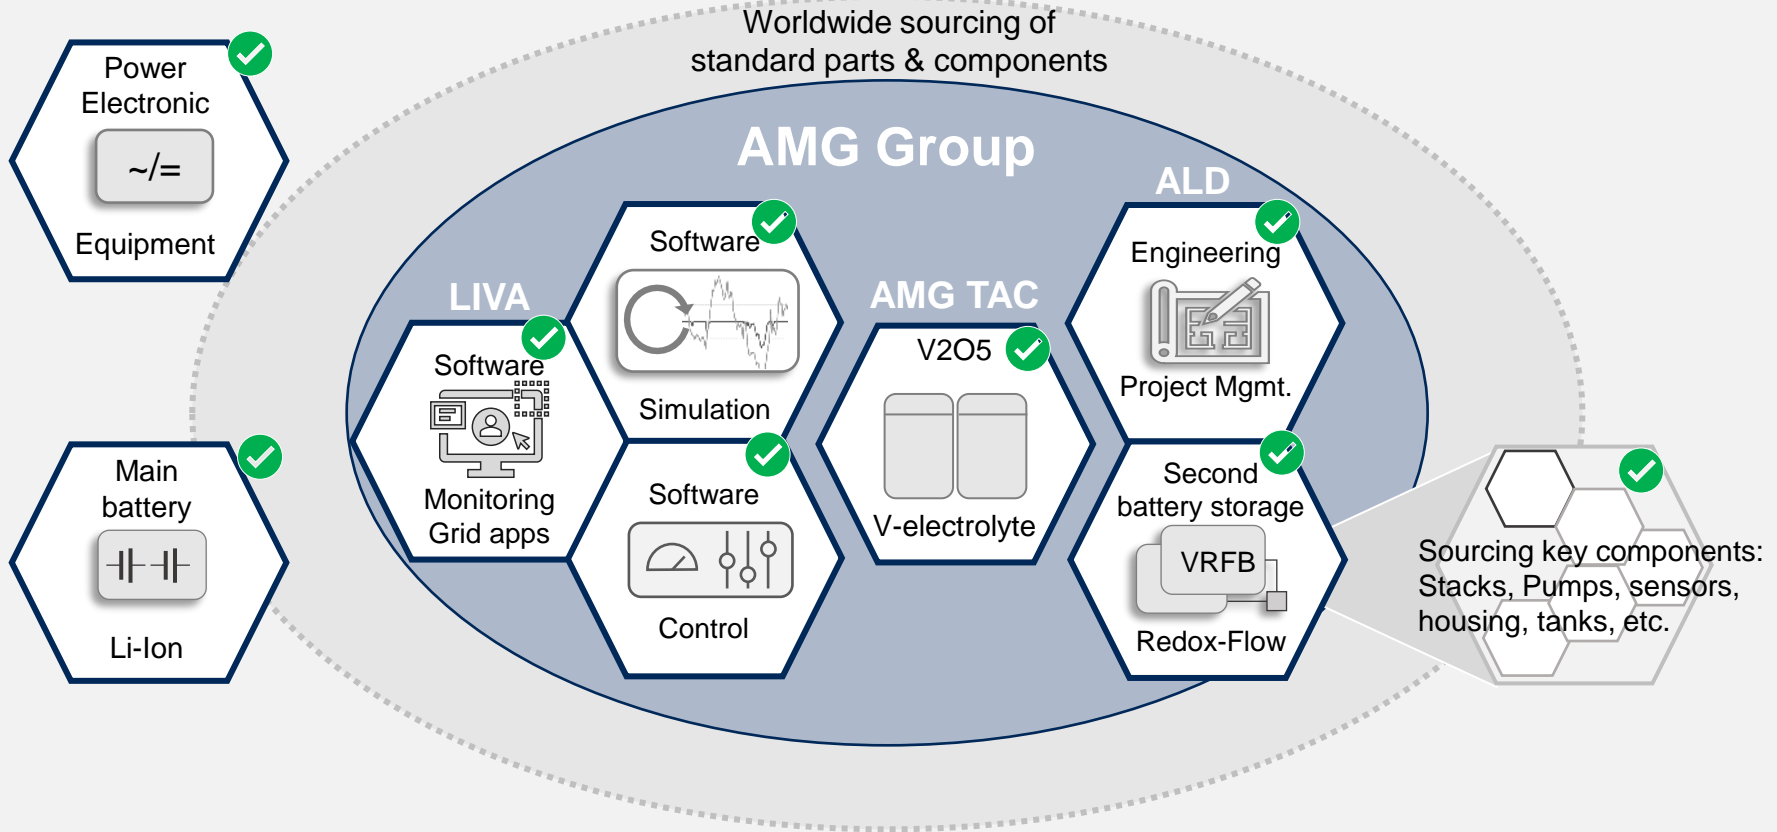 Worldwide sourcing of
standard parts & components
Power
Electronic
~/=
Equipment
Main
battery
Li-Ion
AMG Group
LIVA
Software
Monitoring
Grid apps
Software
Simulation
Software
Control
AMG TAC
V2O5
V-electrolyte
ALD
Engineering
Project Mgmt.
Second
battery storage
VRFB
Redox-Flow
Sourcing key components:
Stacks, Pumps, sensors,
housing, tanks, etc.